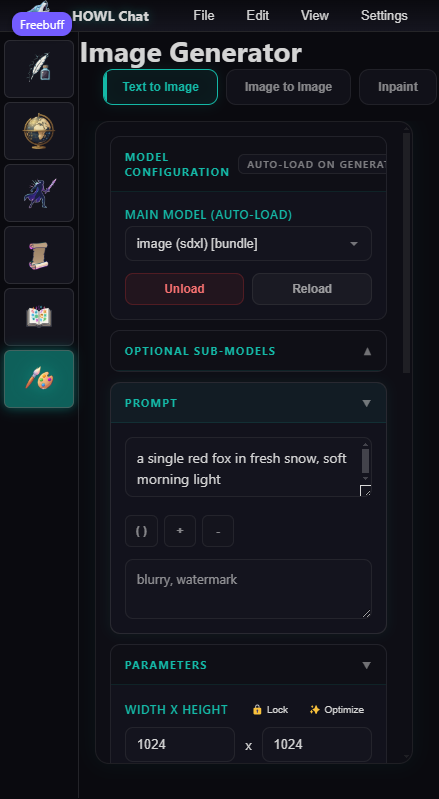 HOWL Chat
File
Edit
View
Settings
Freebuff
Image Generator
Text to Image
Image to Image
Inpaint
MODEL
CONFIGURATION
AUTO-LOAD ON GENERAT
MAIN MODEL (AUTO-LOAD)
image (sdxl) [bundle]
Unload
Reload
OPTIONAL SUB-MODELS
PROMPT
a single red fox in fresh snow, soft
morning light
( )
+
-
blurry, watermark
PARAMETERS
WIDTH X HEIGHT
Lock
Optimize
1024
x
1024